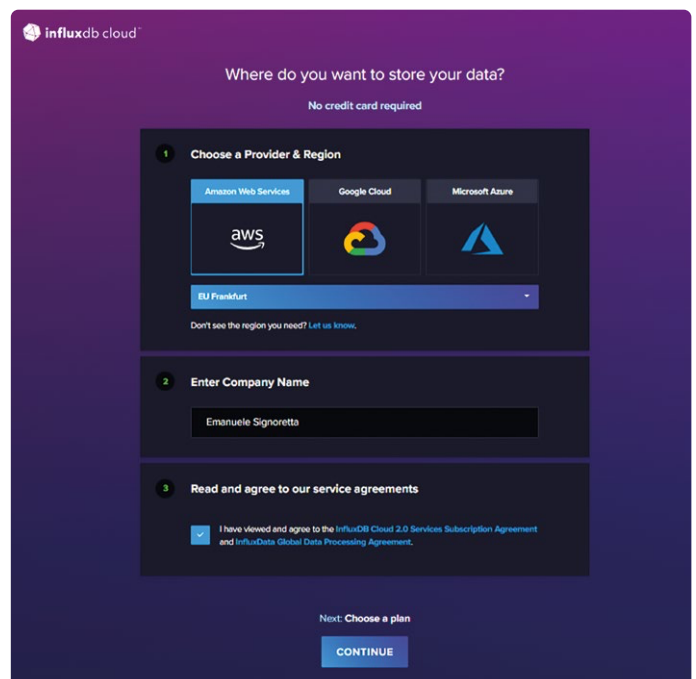 influxdb cloud™
Where do you want to store your data?
No credit card required
1
Choose a Provider & Region
Amazon Web Services
Google Cloud
Microsoft Azure
aws
EU Frankfurt
Don't see the region you need? Let us know.
2
Enter Company Name
Emanuele Signoretta
3
Read and agree to our service agreements
I have viewed and agree to the InfluxDB Cloud 2.0 Services Subscription Agreement
and InfluxData Global Data Processing Agreement.
Next: Choose a plan
CONTINUE